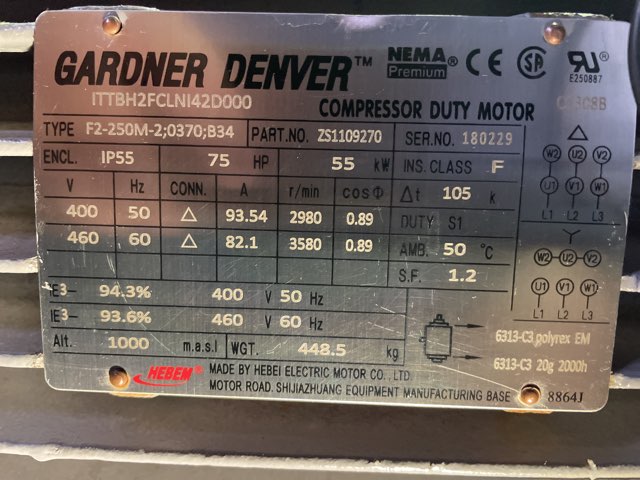 GARDNER DENVER™ NEMA® Premium CE SA® RU® E250887
ITTBH2FCLNI42D000 COMPRESSOR DUTY MOTOR
TYPE F2-250M-2;0370;B34 PART.NO. ZS1109270 SER.NO. 180229
ENCL. IP55 75 HP 55 kW INS.CLASS F
V Hz CONN. A r/min cosΦ Δt 105 k
400 50 △ 93.54 2980 0.89 DUTY S1
460 60 △ 82.1 3580 0.89 AMB. 50 °C
S.F. 1.2
IE3- 94.3% 400 V 50 Hz
IE3- 93.6% 460 V 60 Hz
Alt. 1000 m.a.s.l WGT. 448.5 kg
△
W2 U2 V2
U1 V1 W1
L1 L2 L3
Y
W2 U2 V2
U1 V1 W1
L1 L2 L3
6313-C3 polyrex EM
6313-C3 20g 2000h
HEBEM® MADE BY HEBEI ELECTRIC MOTOR CO., LTD.
MOTOR ROAD. SHIJIAZHUANG EQUIPMENT MANUFACTURING BASE 8864J